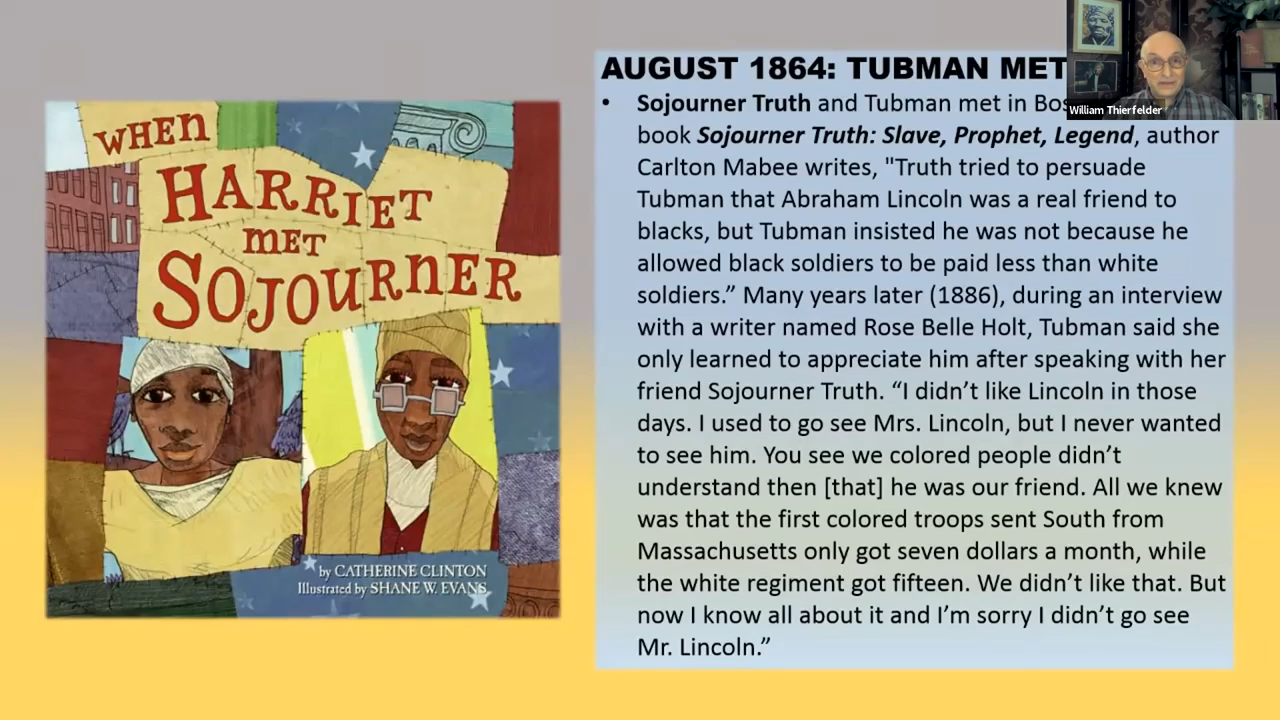 WHEN
HARRIET
MET
SOJOURNER
by CATHERINE CLINTON
Illustrated by SHANE W. EVANS
AUGUST 1864: TUBMAN MET
• Sojourner Truth and Tubman met in
book Sojourner Truth: Slave, Prophet, Legend, author
Carlton Mabee writes, "Truth tried to persuade
Tubman that Abraham Lincoln was a real friend to
blacks, but Tubman insisted he was not because he
allowed black soldiers to be paid less than white
soldiers.” Many years later (1886), during an interview
with a writer named Rose Belle Holt, Tubman said she
only learned to appreciate him after speaking with her
friend Sojourner Truth. “I didn’t like Lincoln in those
days. I used to go see Mrs. Lincoln, but I never wanted
to see him. You see we colored people didn’t
understand then [that] he was our friend. All we knew
was that the first colored troops sent South from
Massachusetts only got seven dollars a month, while
the white regiment got fifteen. We didn’t like that. But
now I know all about it and I’m sorry I didn’t go see
Mr. Lincoln.”
William Thierfelder